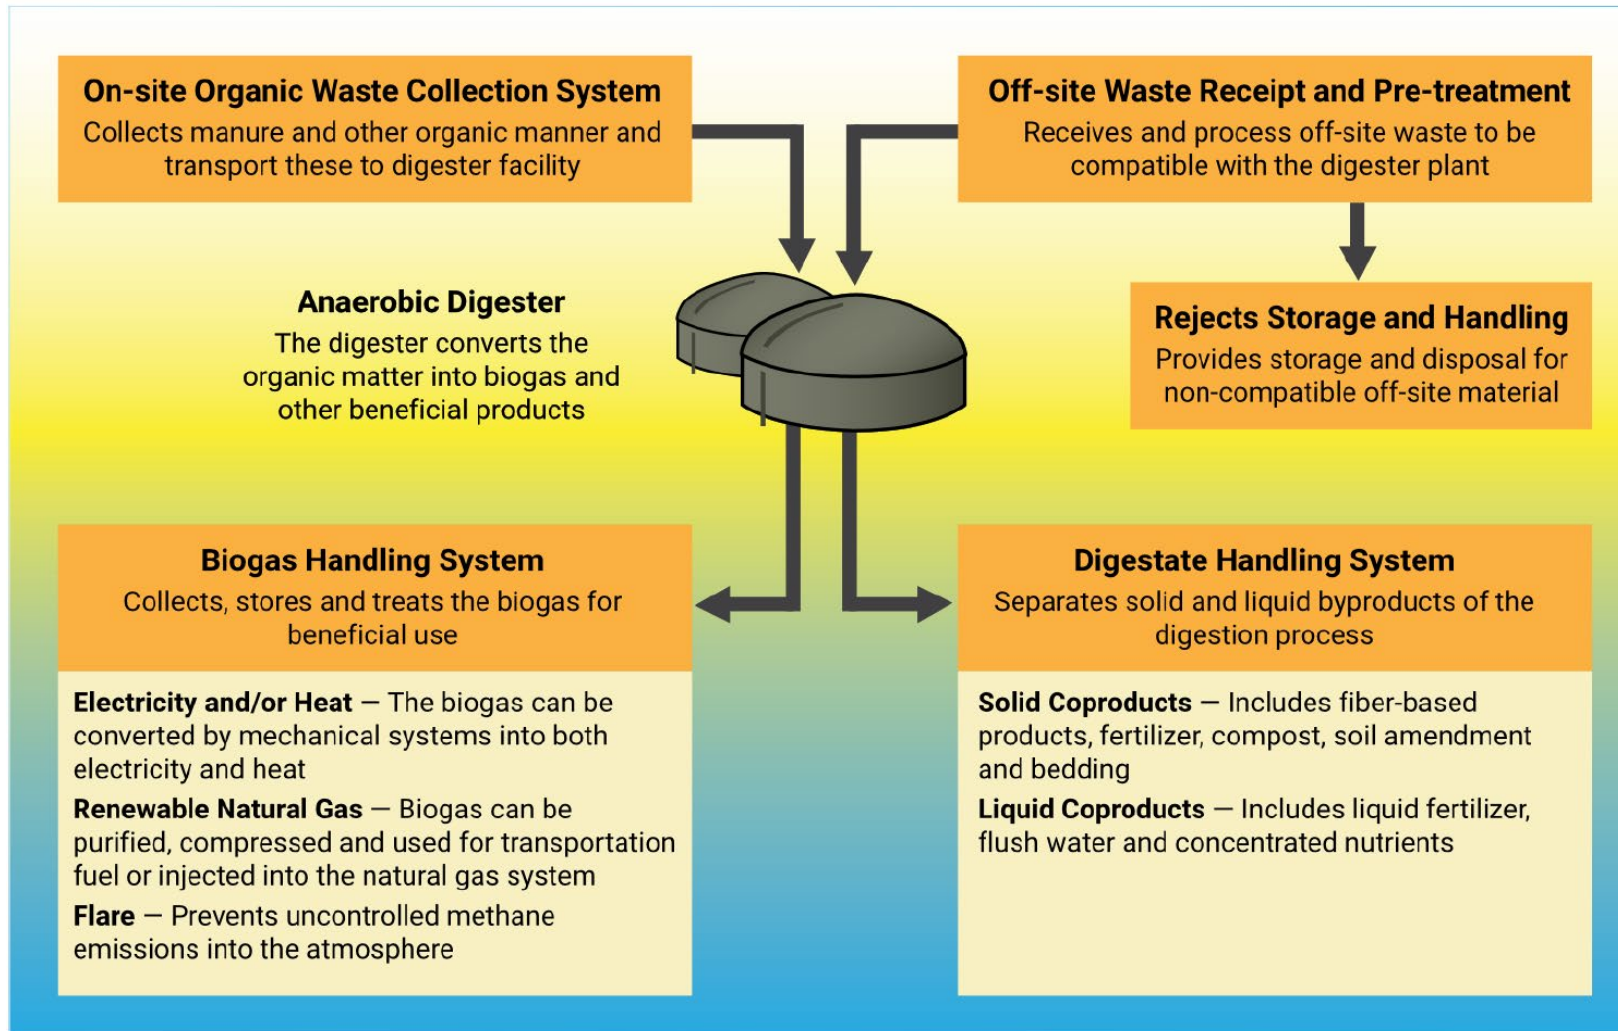 On-site Organic Waste Collection System
Collects manure and other organic manner and
transport these to digester facility
Off-site Waste Receipt and Pre-treatment
Receives and process off-site waste to be
compatible with the digester plant
Anaerobic Digester
The digester converts the
organic matter into biogas and
other beneficial products
Rejects Storage and Handling
Provides storage and disposal for
non-compatible off-site material
Biogas Handling System
Collects, stores and treats the biogas for
beneficial use
Electricity and/or Heat — The biogas can be
converted by mechanical systems into both
electricity and heat
Renewable Natural Gas — Biogas can be
purified, compressed and used for transportation
fuel or injected into the natural gas system
Flare — Prevents uncontrolled methane
emissions into the atmosphere
Digestate Handling System
Separates solid and liquid byproducts of the
digestion process
Solid Coproducts — Includes fiber-based
products, fertilizer, compost, soil amendment
and bedding
Liquid Coproducts — Includes liquid fertilizer,
flush water and concentrated nutrients